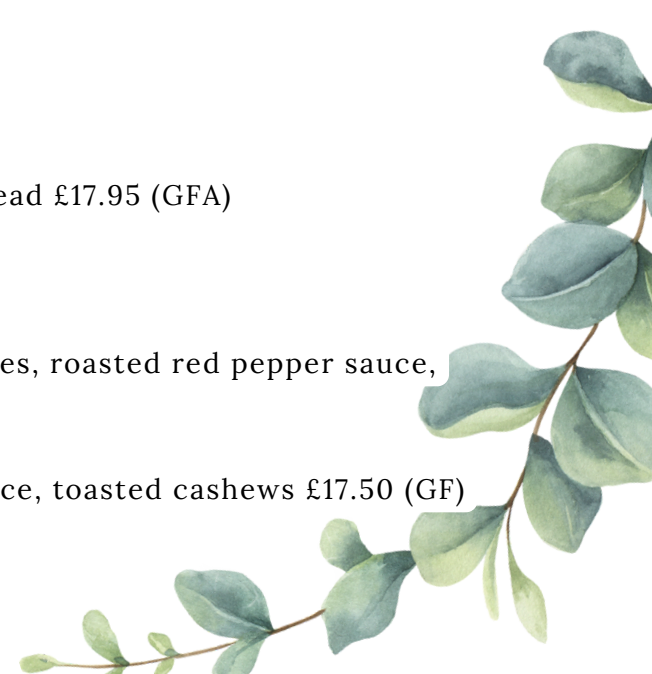 ead £17.95 (GFA)
es, roasted red pepper sauce,
ce, toasted cashews £17.50 (GF)